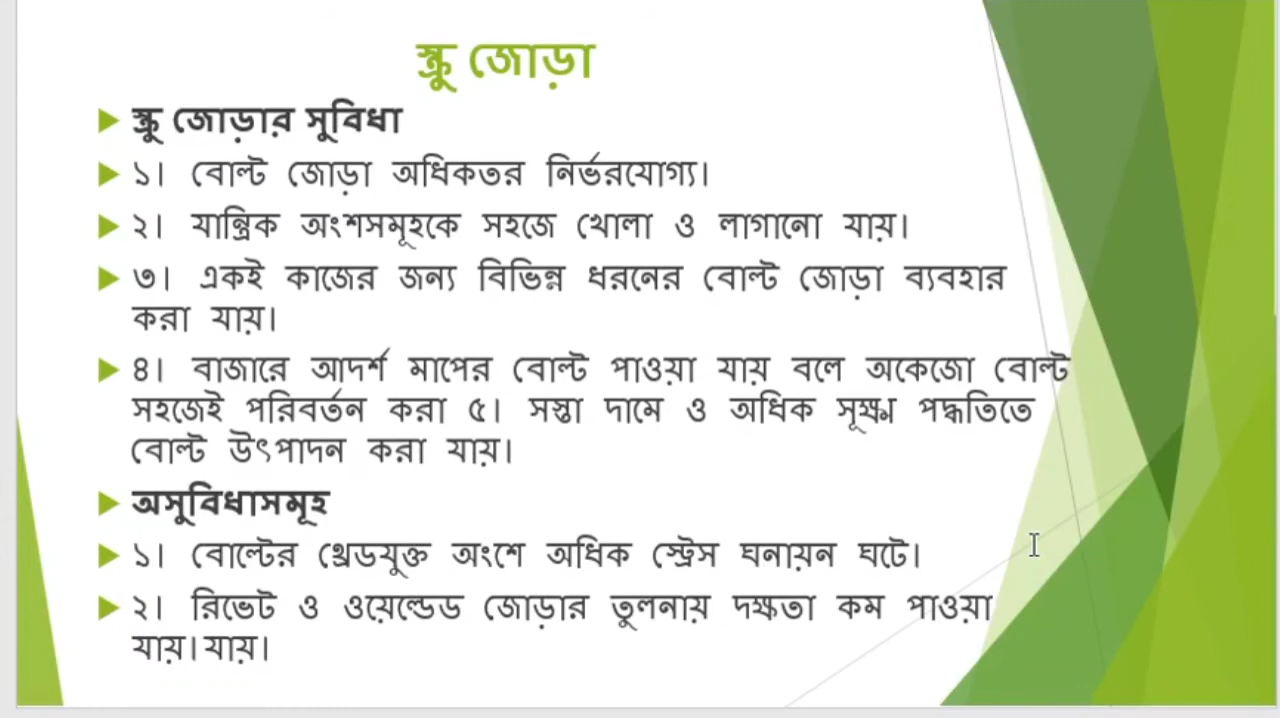 স্ক্রু জোড়া
স্ক্রু জোড়ার সুবিধা
১। বোল্ট জোড়া অধিকতর নির্ভরযোগ্য।
২। যান্ত্রিক অংশসমূহকে সহজে খোলা ও লাগানো যায়।
৩। একই কাজের জন্য বিভিন্ন ধরনের বোল্ট জোড়া ব্যবহার
করা যায়।
৪। বাজারে আদর্শ মাপের বোল্ট পাওয়া যায় বলে অকেজো বোল্ট
সহজেই পরিবর্তন করা ৫। সস্তা দামে ও অধিক সূক্ষ্ম পদ্ধতিতে
বোল্ট উৎপাদন করা যায়।
অসুবিধাসমূহ
১। বোল্টের থ্রেডযুক্ত অংশে অধিক স্ট্রেস ঘনায়ন ঘটে।
২। রিভেট ও ওয়েল্ডেড জোড়ার তুলনায় দক্ষতা কম পাওয়া
যায়। যায়।